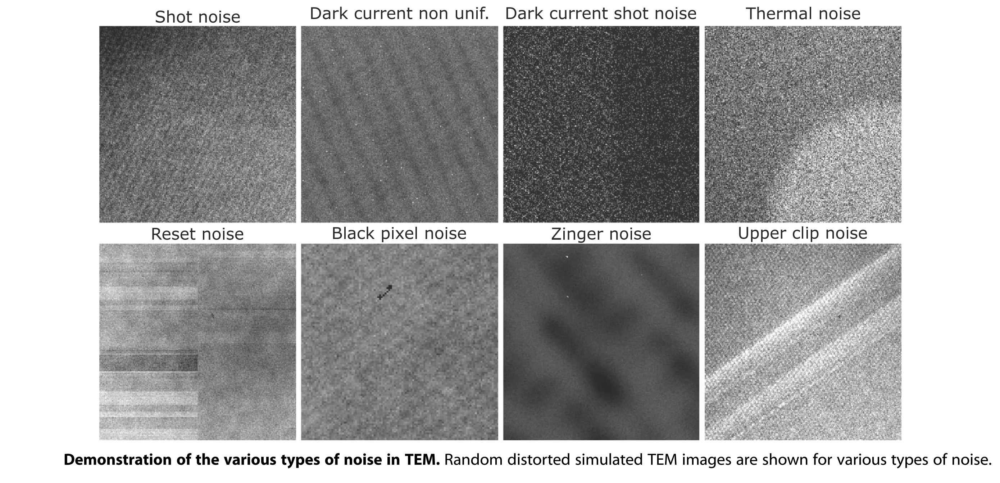 Shot noise
Dark current non unif.
Dark current shot noise
Thermal noise
Reset noise
Black pixel noise
Zinger noise
Upper clip noise
Demonstration of the various types of noise in TEM. Random distorted simulated TEM images are shown for various types of noise.